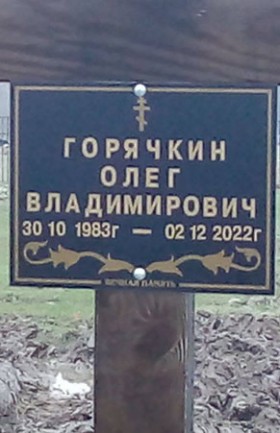 ГОРЯЧКИН
ОЛЕГ
ВЛАДИМИРОВИЧ
30 10 1983г — 02 12 2022г
ВЕЧНАЯ ПАМЯТЬ